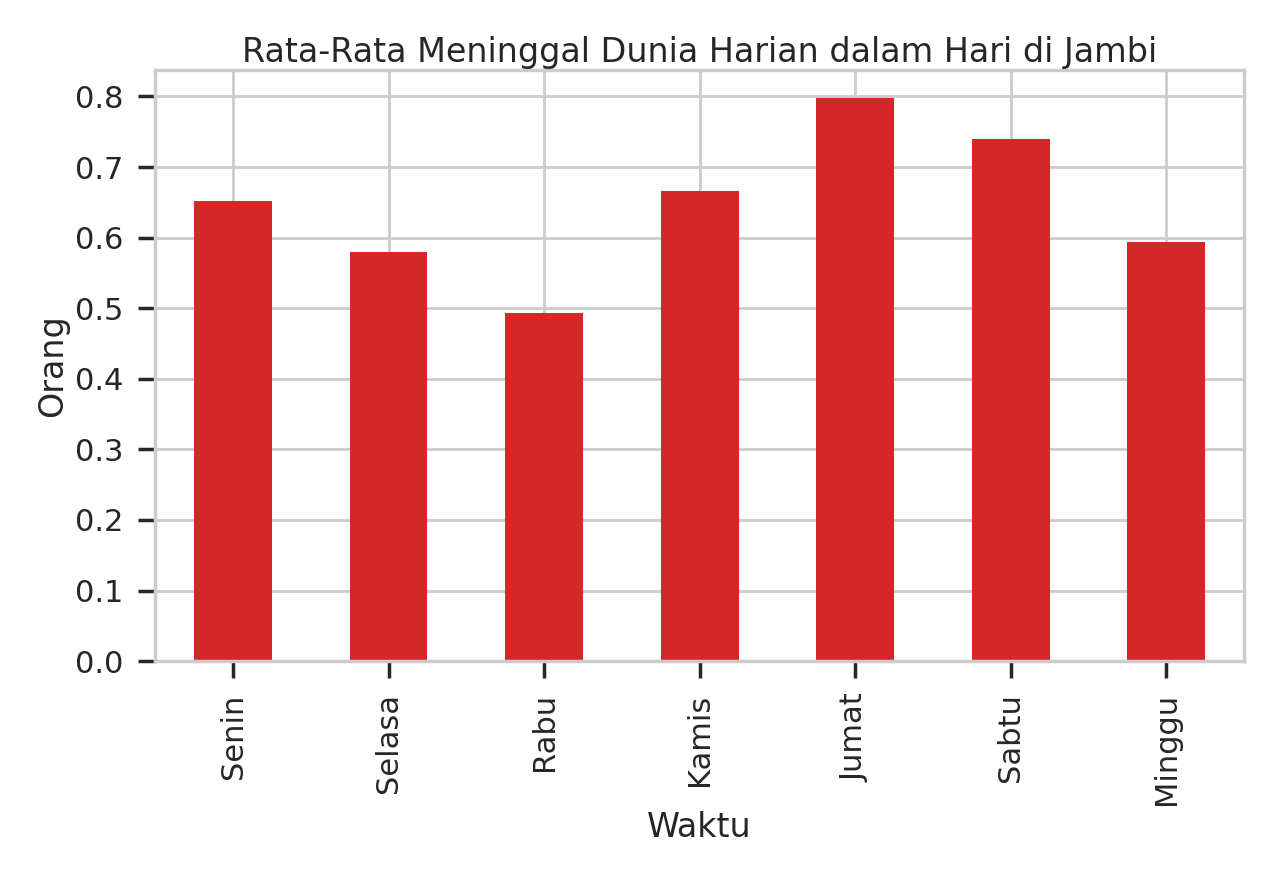 Rata-Rata Meninggal Dunia Harian dalam Hari di Jambi
0.8
0.7
0.6
0.5
0.4
0.3
0.2
0.1
0.0
Orang
Senin
Selasa
Rabu
Kamis
Jumat
Sabtu
Minggu
Waktu